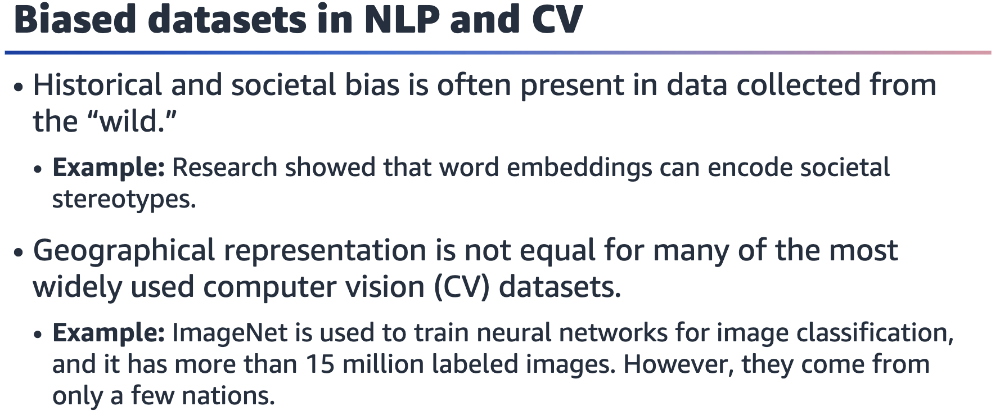 Biased datasets in NLP and CV
• Historical and societal bias is often present in data collected from
the “wild.”
• Example: Research showed that word embeddings can encode societal
stereotypes.
• Geographical representation is not equal for many of the most
widely used computer vision (CV) datasets.
• Example: ImageNet is used to train neural networks for image classification,
and it has more than 15 million labeled images. However, they come from
only a few nations.